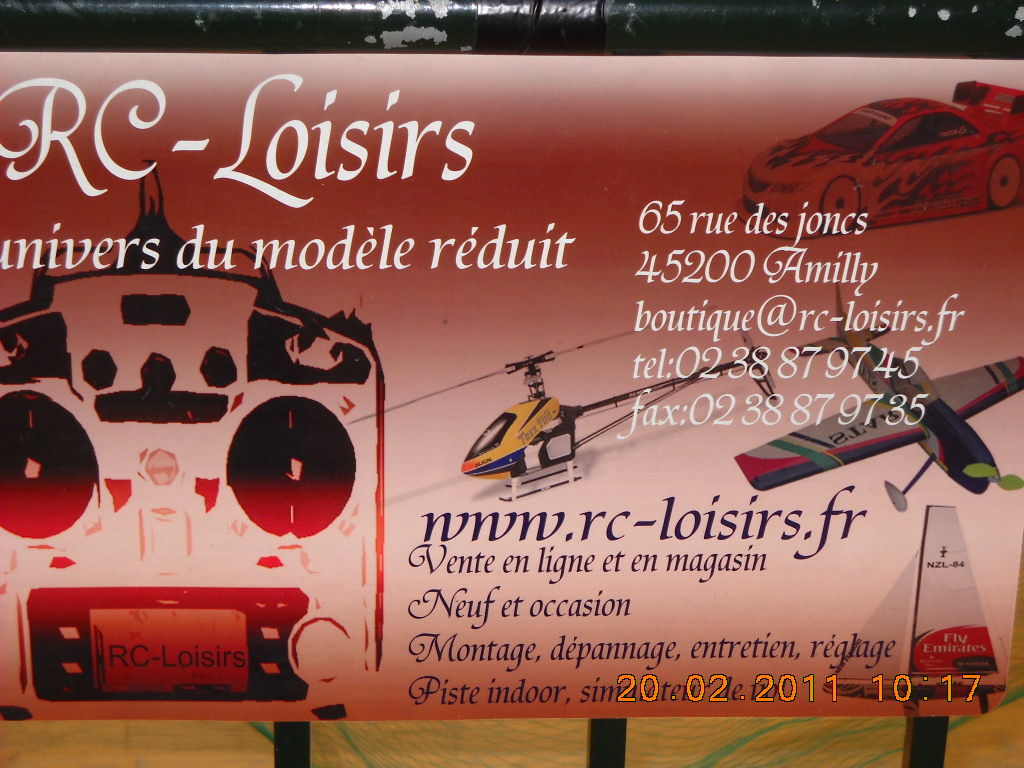 RC-Loisirs
univers du modèle réduit
65 rue des joncs
45200 Amilly
boutique@rc-loisirs.fr
tel:02 38 87 97 45
fax:02 38 87 97 35
www.rc-loisirs.fr
Vente en ligne et en magasin
Neuf et occasion
Montage, dépannage, entretien, réglage
Piste indoor, simulateur de
RC-Loisirs
ALIGN
NZL-84
Fly
Emirates
20 02 2011 10:17